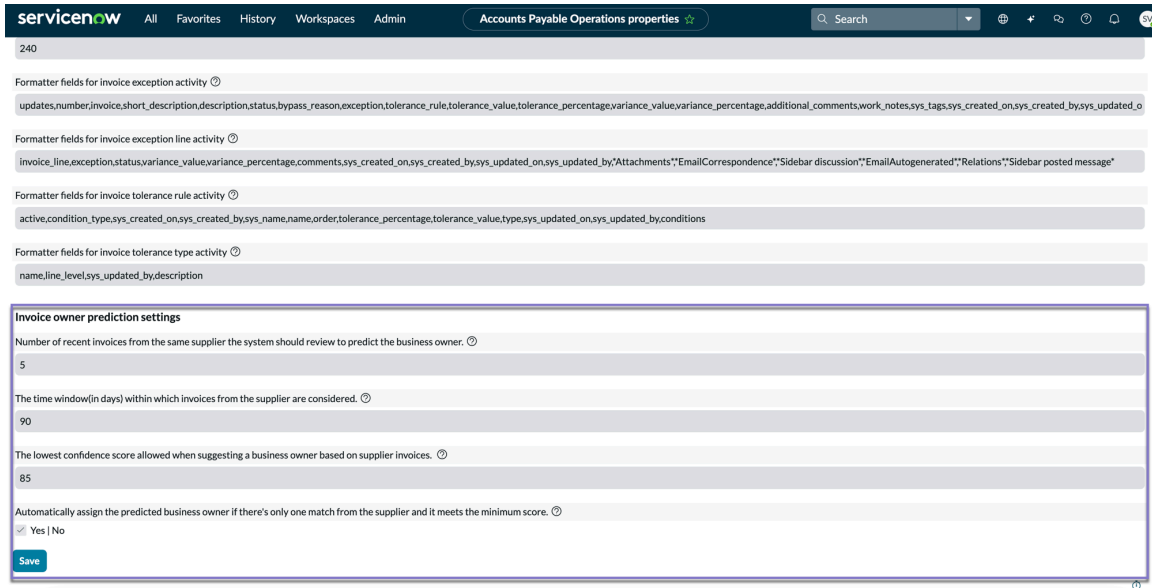 servicenow All Favorites History Workspaces Admin Accounts Payable Operations properties Search SV
240
Formatter fields for invoice exception activity
updates,number,invoice,short_description,description,status,bypass_reason,exception,tolerance_rule,tolerance_value,tolerance_percentage,variance_value,variance_percentage,additional_comments,work_notes,sys_tags,sys_created_on,sys_created_by,sys_updated_o
Formatter fields for invoice exception line activity
invoice_line,exception,status,variance_value,variance_percentage,comments,sys_created_on,sys_created_by,sys_updated_on,sys_updated_by,*Attachments*,*EmailCorrespondence*,*Sidebar discussion*,*EmailAutogenerated*,*Relations*,*Sidebar posted message*
Formatter fields for invoice tolerance rule activity
active,condition_type,sys_created_on,sys_created_by,sys_name,name,order,tolerance_percentage,tolerance_value,type,sys_updated_on,sys_updated_by,conditions
Formatter fields for invoice tolerance type activity
name,line_level,sys_updated_by,description
Invoice owner prediction settings
Number of recent invoices from the same supplier the system should review to predict the business owner.
5
The time window(in days) within which invoices from the supplier are considered.
90
The lowest confidence score allowed when suggesting a business owner based on supplier invoices.
85
Automatically assign the predicted business owner if there's only one match from the supplier and it meets the minimum score.
Yes | No
Save